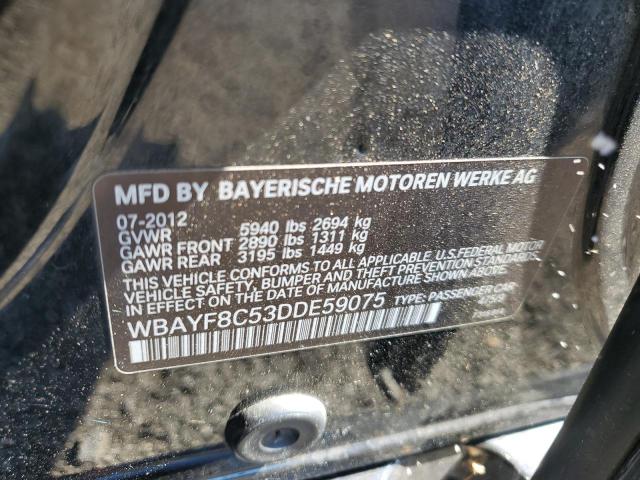 MFD BY BAYERISCHE MOTOREN WERKE AG
07-2012
GVWR 5940 lbs 2694 kg
GAWR FRONT 2890 lbs 1311 kg
GAWR REAR 3195 lbs 1449 kg
THIS VEHICLE CONFORMS TO ALL APPLICABLE U.S. FEDERAL MOTOR
VEHICLE SAFETY, BUMPER AND THEFT PREVENTION STANDARDS
IN EFFECT ON THE DATE OF MANUFACTURE SHOWN ABOVE.
WBAYF8C53DDE59075 TYPE: PASSENGER CAR